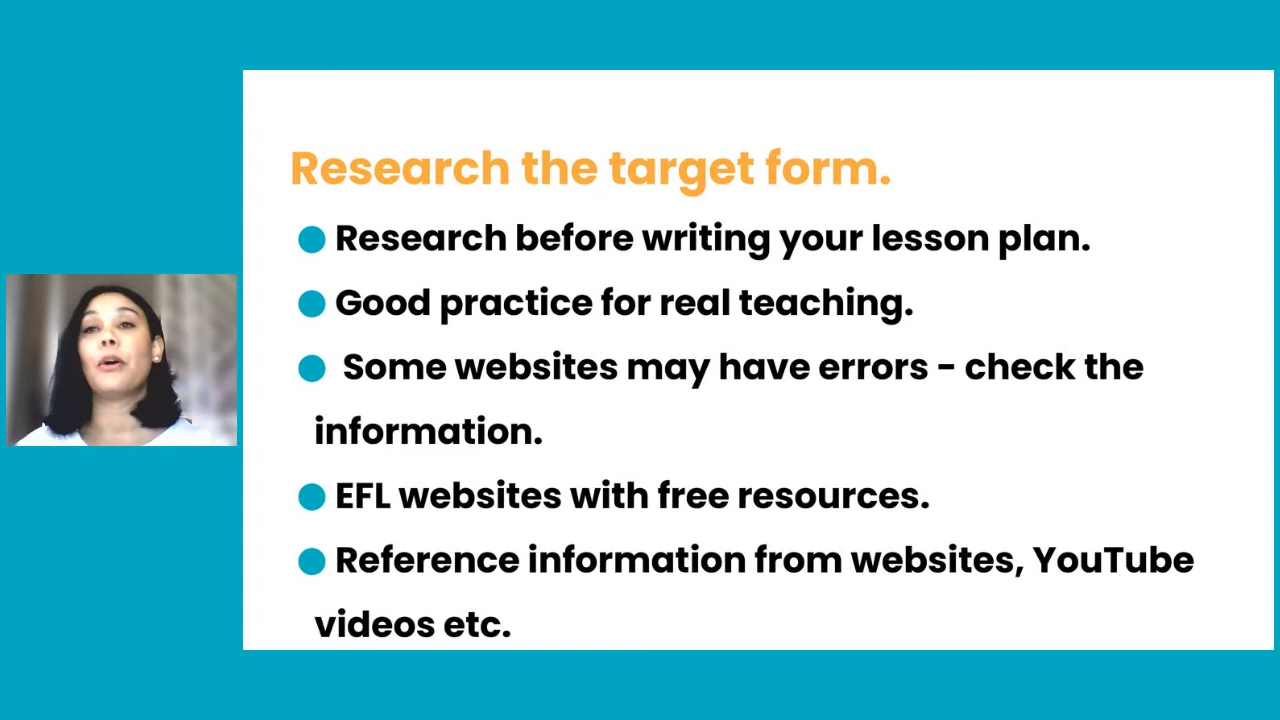 Research the target form.
● Research before writing your lesson plan.
● Good practice for real teaching.
● Some websites may have errors - check the
information.
● EFL websites with free resources.
● Reference information from websites, YouTube
videos etc.